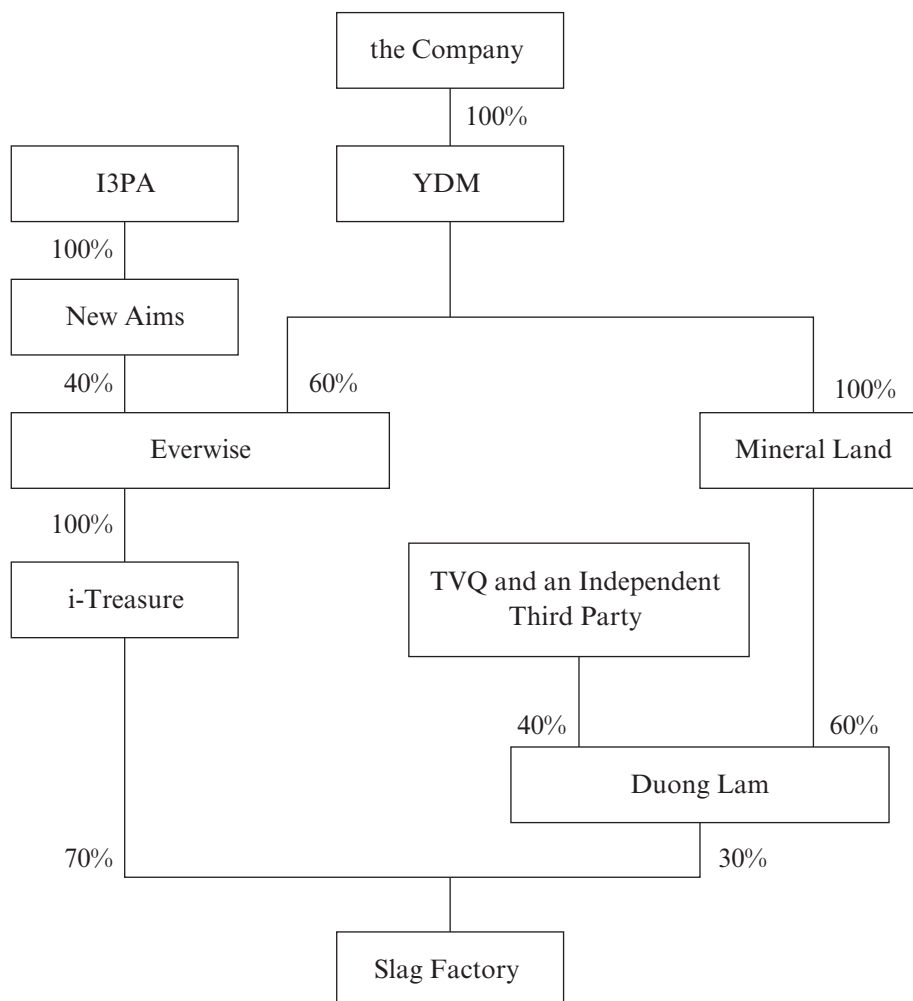 the Company
100%
I3PA
YDM
100%
New Aims
40%
60%
100%
Everwise
Mineral Land
100%
TVQ and an Independent
Third Party
i-Treasure
40%
60%
Duong Lam
70%
30%
Slag Factory